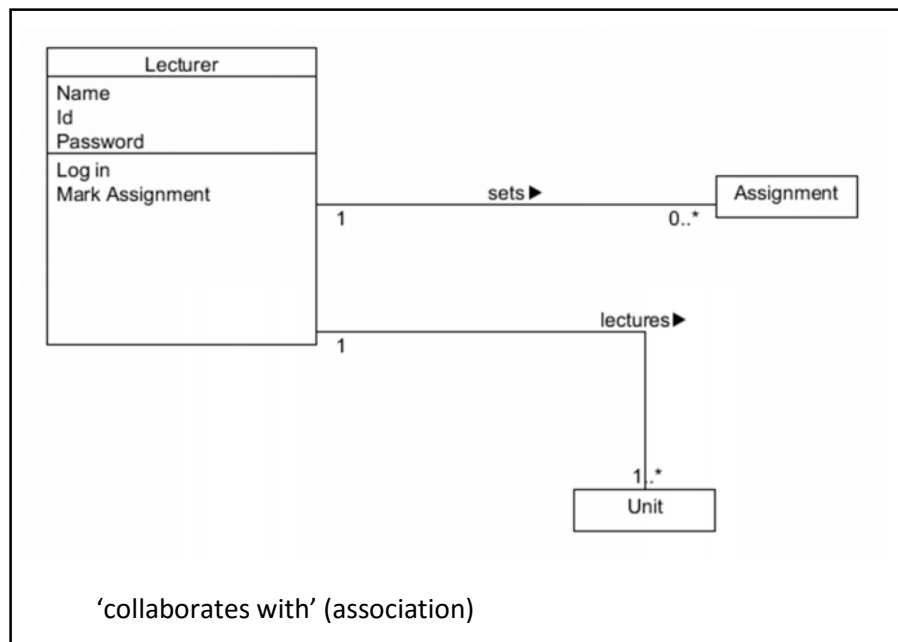 Lecturer
Name
Id
Password
Log in
Mark Assignment
sets▶
Assignment
1
0..*
lectures▶
1
1..*
Unit
‘collaborates with’ (association)